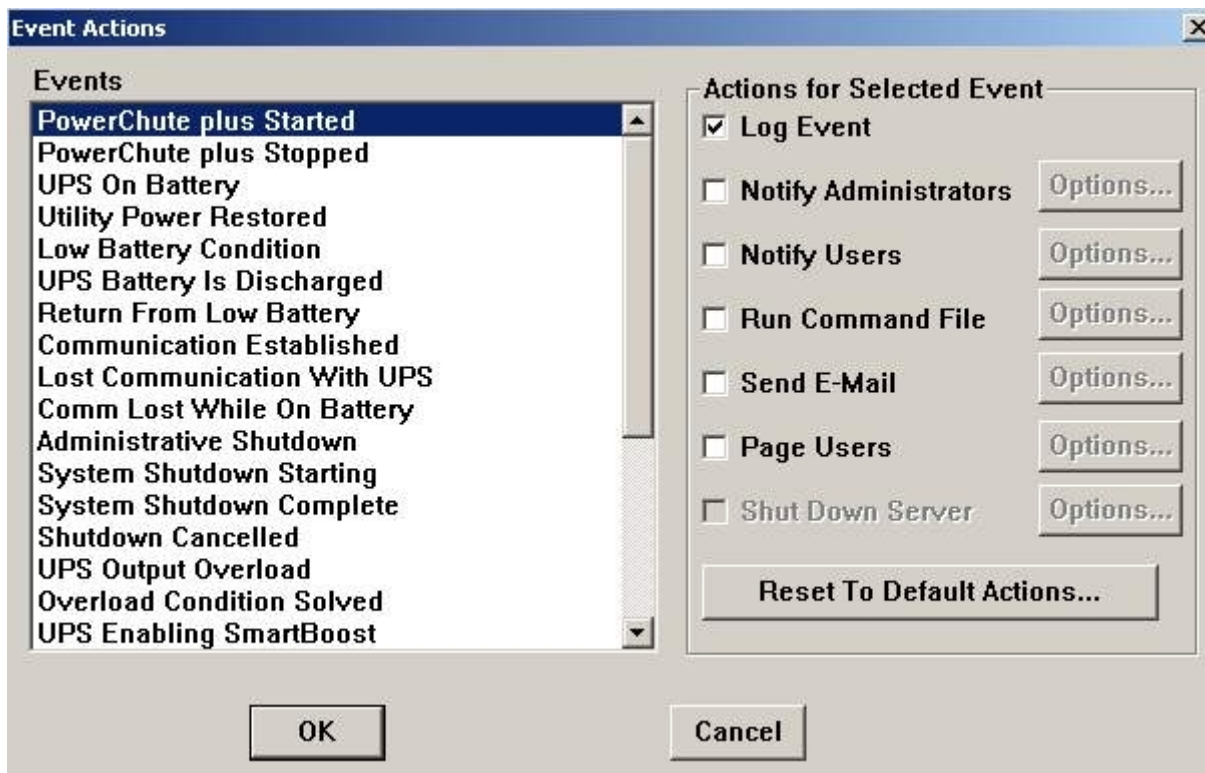 Event Actions
Events
PowerChute plus Started
PowerChute plus Stopped
UPS On Battery
Utility Power Restored
Low Battery Condition
UPS Battery Is Discharged
Return From Low Battery
Communication Established
Lost Communication With UPS
Comm Lost While On Battery
Administrative Shutdown
System Shutdown Starting
System Shutdown Complete
Shutdown Cancelled
UPS Output Overload
Overload Condition Solved
UPS Enabling SmartBoost
Actions for Selected Event
Log Event
Notify Administrators Options...
Notify Users Options...
Run Command File Options...
Send E-Mail Options...
Page Users Options...
Shut Down Server Options...
Reset To Default Actions...
OK Cancel